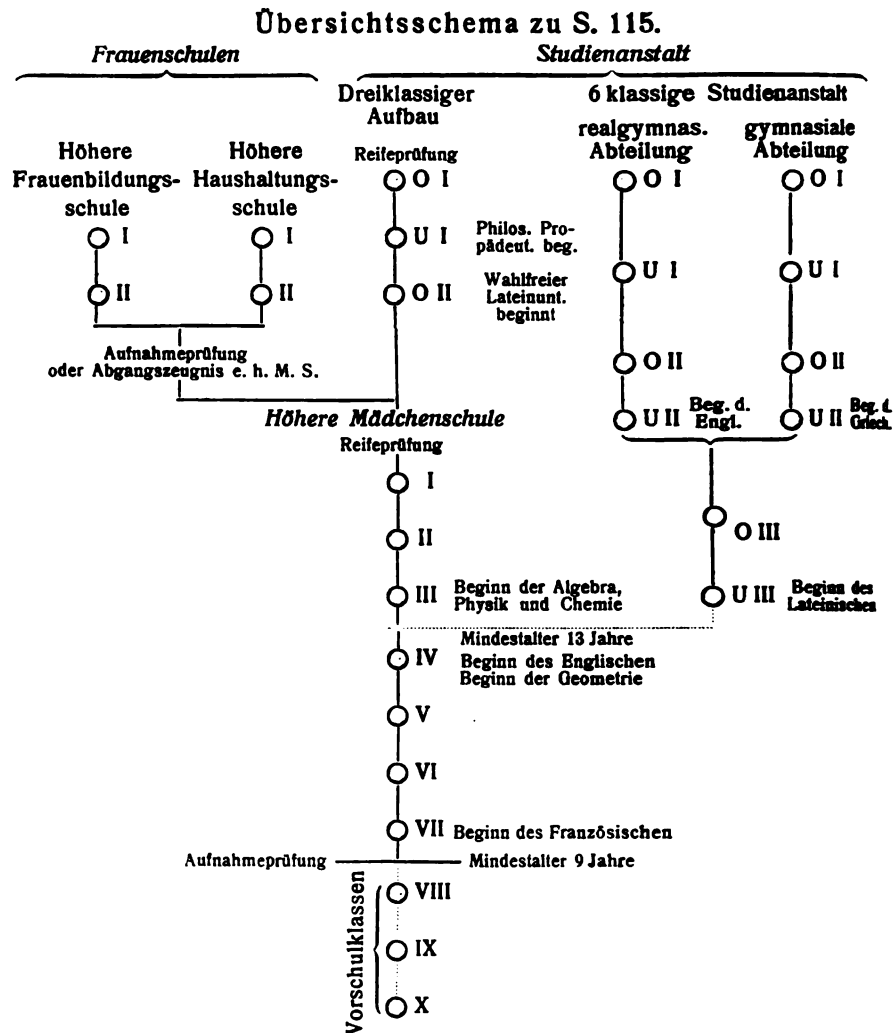 Übersichtsschema zu S. 115.
Frauenschulen
Studienanstalt
Dreiklassiger
Aufbau
6 klassige Studienanstalt
realgymnas.
Abteilung
gymnasiale
Abteilung
Höhere
Frauenbildungs-
schule
Höhere
Haushaltungs-
schule
Reifeprüfung
O I
O I
O I
I
I
U I
Philos. Pro-
pädeut. beg.
U I
U I
II
II
O II
Wahlfreier
Lateinunt.
beginnt
Aufnahmeprüfung
oder Abgangszeugnis e. h. M. S.
O II
O II
Höhere Mädchenschule
Reifeprüfung
U II
Beg. d.
Engl.
U II
Beg. d.
Griech.
I
II
O III
III
Beginn der Algebra,
Physik und Chemie
U III
Beginn des
Lateinischen
Mindestalter 13 Jahre
IV
Beginn des Englischen
Beginn der Geometrie
V
VI
VII Beginn des Französischen
Aufnahmeprüfung
Mindestalter 9 Jahre
Vorschulklassen
VIII
IX
X